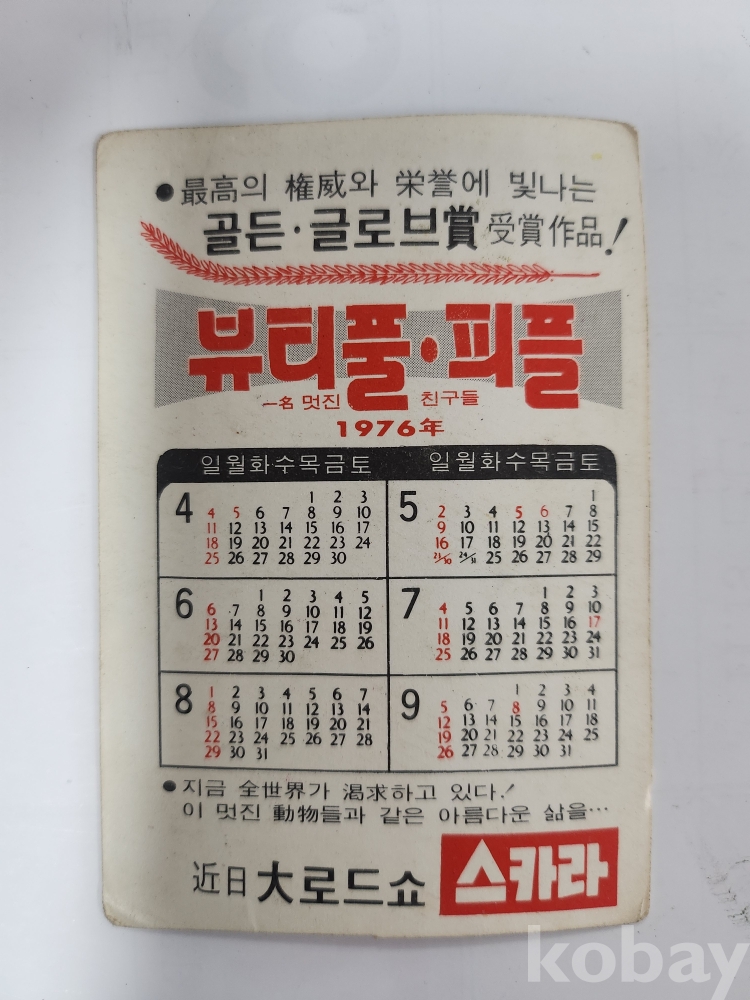 ● 最高의 権威와 栄誉에 빛나는
골든·글로브賞 受賞作品!
뷰티풀·피플
一名 멋진 친구들
1976年
일월화수목금토 일월화수목금토
4
1 2 3
4 5 6 7 8 9 10
11 12 13 14 15 16 17
18 19 20 21 22 23 24
25 26 27 28 29 30
5
1
2 3 4 5 6 7 8
9 10 11 12 13 14 15
16 17 18 19 20 21 22
23/30 24/31 25 26 27 28 29
6
1 2 3 4 5
6 7 8 9 10 11 12
13 14 15 16 17 18 19
20 21 22 23 24 25 26
27 28 29 30
7
1 2 3
4 5 6 7 8 9 10
11 12 13 14 15 16 17
18 19 20 21 22 23 24
25 26 27 28 29 30 31
8
1 2 3 4 5 6 7
8 9 10 11 12 13 14
15 16 17 18 19 20 21
22 23 24 25 26 27 28
29 30 31
9
1 2 3 4
5 6 7 8 9 10 11
12 13 14 15 16 17 18
19 20 21 22 23 24 25
26 27 28 29 30 31
● 지금 全世界가 渇求하고 있다.!
이 멋진 動物들과 같은 아름다운 삶을…
近日 大로드쇼 스카라
kobay